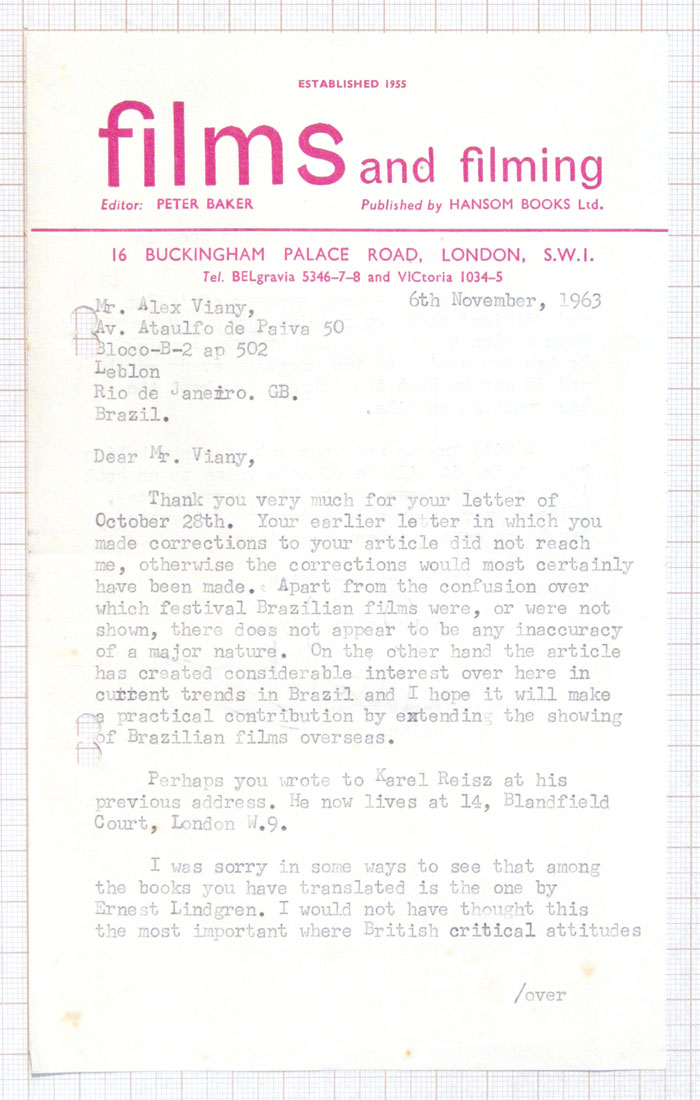 ESTABLISHED 1955
films and filming
Editor: PETER BAKER Published by HANSOM BOOKS Ltd.
16 BUCKINGHAM PALACE ROAD, LONDON, S.W.1.
Tel. BELgravia 5346-7-8 and VICtoria 1034-5
6th November, 1963
Mr. Alex Viany,
Av. Ataulfo de Paiva 50
Bloco-B-2 ap 502
Leblon
Rio de Janeiro. GB.
Brazil.
Dear Mr. Viany,
Thank you very much for your letter of
October 28th. Your earlier letter in which you
made corrections to your article did not reach
me, otherwise the corrections would most certainly
have been made. Apart from the confusion over
which festival Brazilian films were, or were not
shown, there does not appear to be any inaccuracy
of a major nature. On the other hand the article
has created considerable interest over here in
current trends in Brazil and I hope it will make
a practical contribution by extending the showing
of Brazilian films overseas.
Perhaps you wrote to Karel Reisz at his
previous address. He now lives at 14, Blandfield
Court, London W.9.
I was sorry in some ways to see that among
the books you have translated is the one by
Ernest Lindgren. I would not have thought this
the most important where British critical attitudes
/over